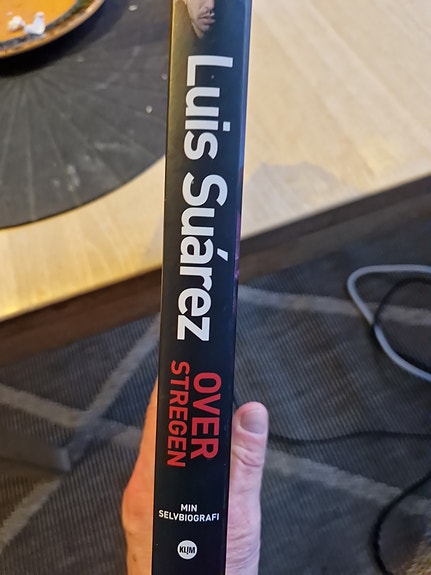 Luis Suárez
OVER
STREGEN
MIN
SELVBIOGRAFI
KLIM